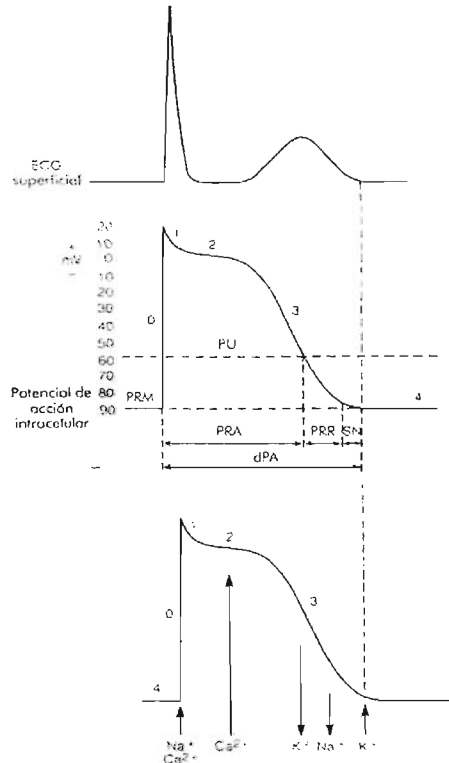 ECG
superficial
20
10
0
10
20
30
40
50
60
70
80
90
+
mV
−
0
1
2
3
4
PU
PRM
Potencial de
acción
intracelular
PRA
PRR
SN
dPA
0
1
2
3
4
Na+
Ca2+
Ca2+
K+
Na+
K+